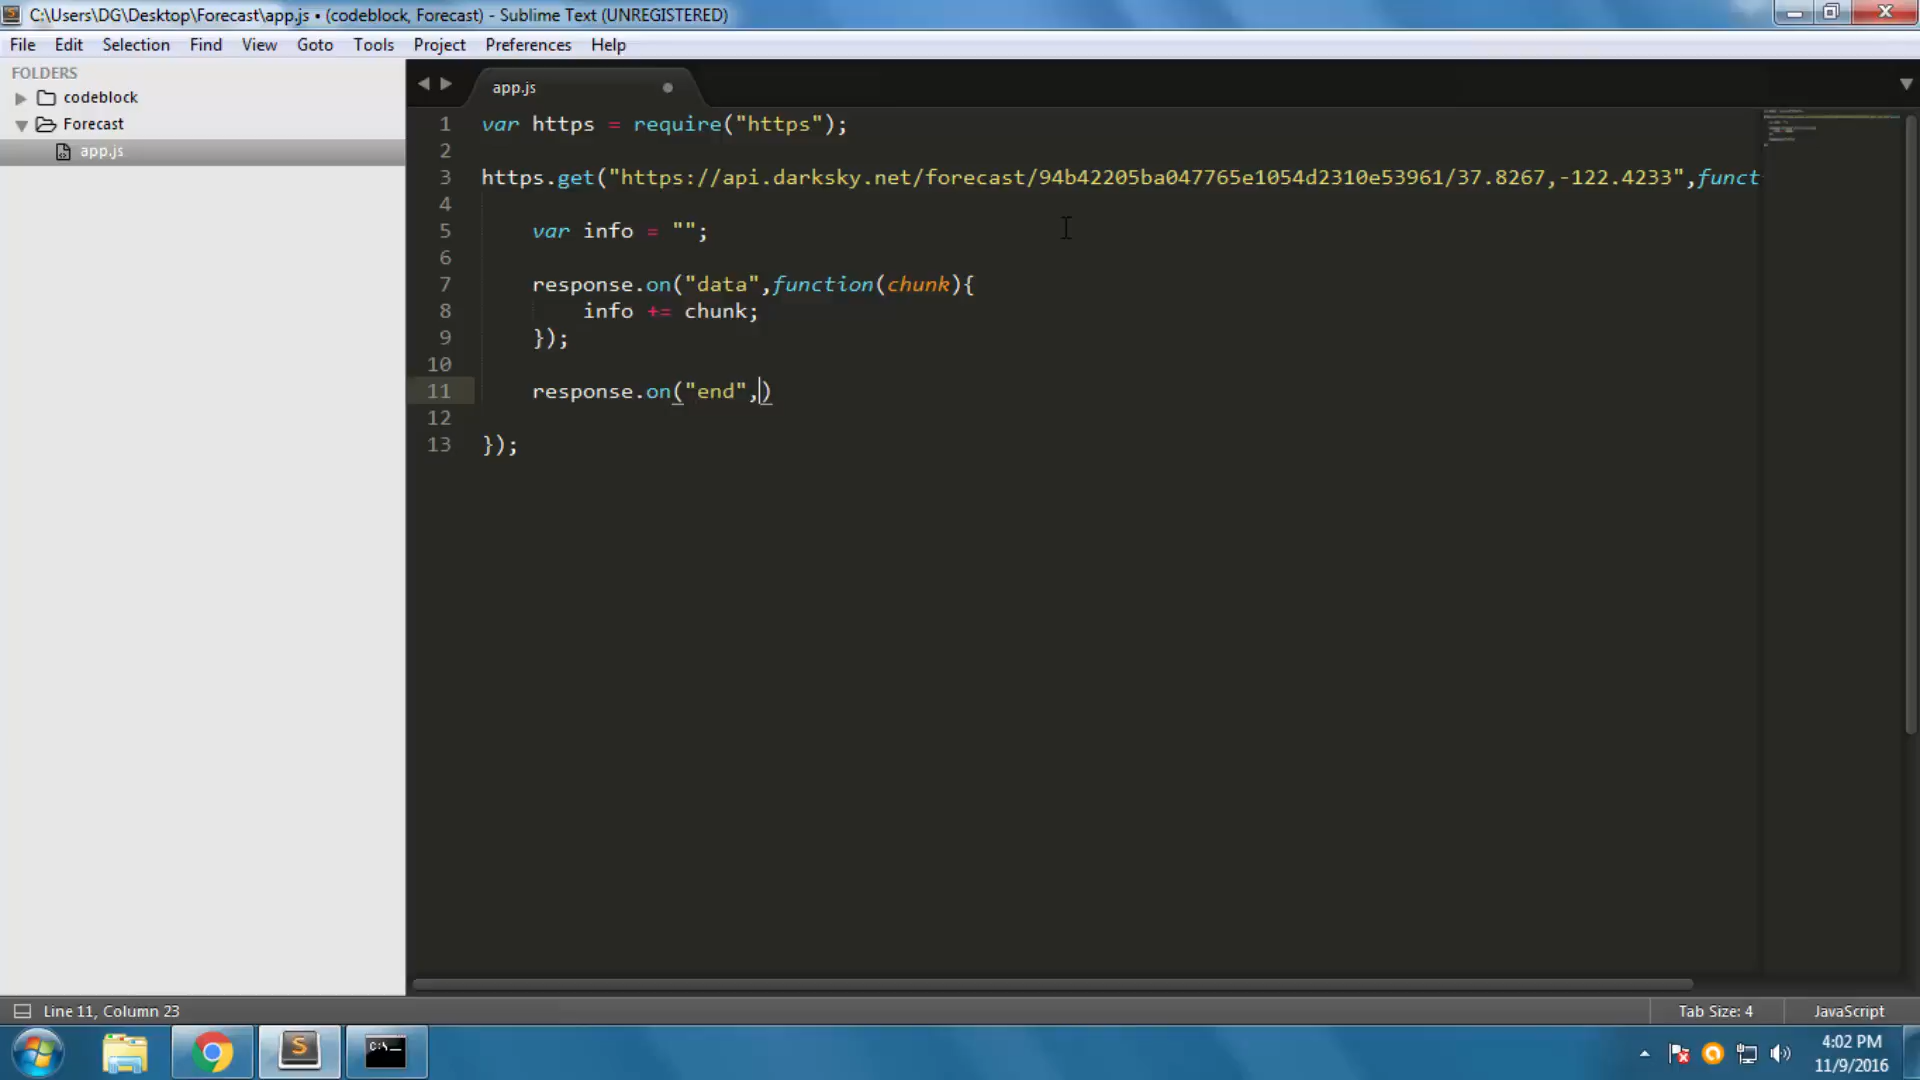 C:\Users\DG\Desktop\Forecast\app.js • (codeblock, Forecast) - Sublime Text (UNREGISTERED)
File Edit Selection Find View Goto Tools Project Preferences Help
FOLDERS
codeblock
Forecast
app.js
app.js
1 var https = require("https");
2
3 https.get("https://api.darksky.net/forecast/94b42205ba047765e1054d2310e53961/37.8267,-122.4233",funct
4
5 var info = "";
6
7 response.on("data",function(chunk){
8 info += chunk;
9 });
10
11 response.on("end",)
12
13 });
Line 11, Column 23
Tab Size: 4
JavaScript
C:\_
4:02 PM
11/9/2016